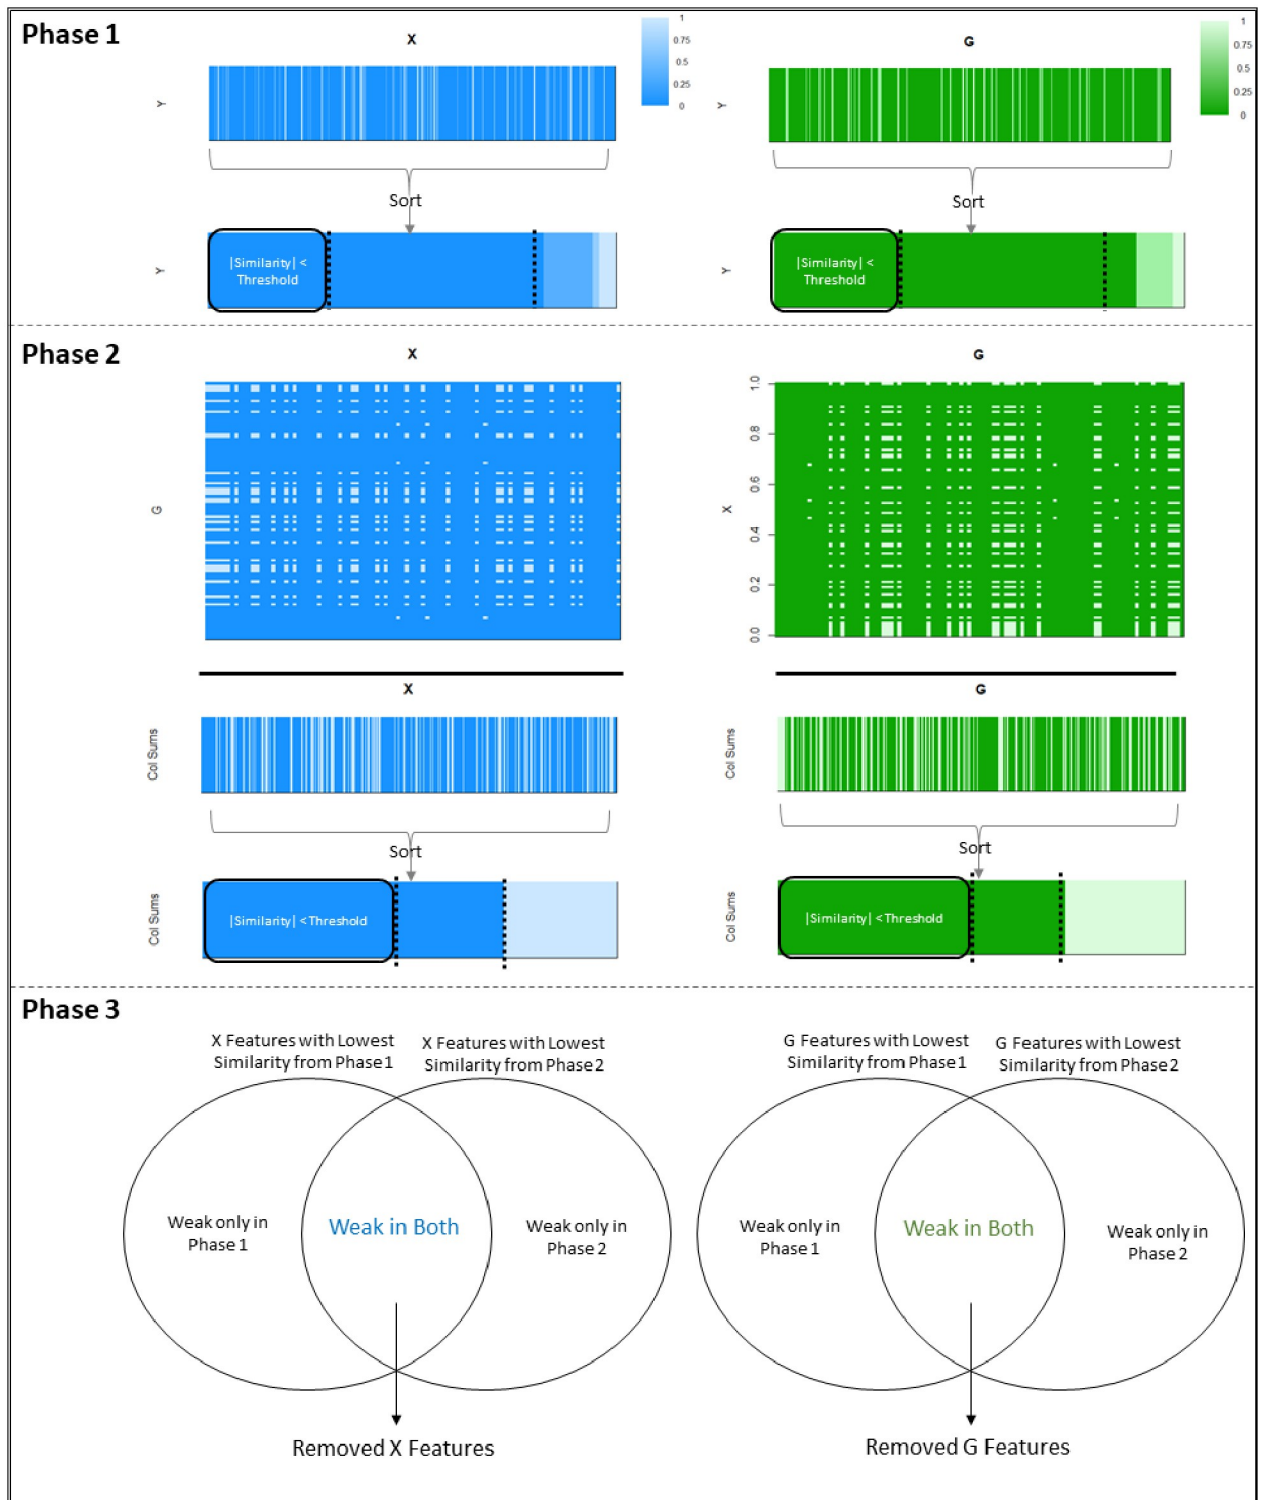 Phase 1
X
1
0.75
0.5
0.25
0
Y
G
1
0.75
0.5
0.25
0
Y
Sort
Sort
Y
|Similarity| <
Threshold
Y
|Similarity| <
Threshold
Phase 2
X
G
G
X
1.0
0.8
0.6
0.4
0.2
0.0
X
G
Col Sums
Col Sums
Sort
Sort
Col Sums
|Similarity| < Threshold
Col Sums
|Similarity| < Threshold
Phase 3
X Features with Lowest
Similarity from Phase 1
X Features with Lowest
Similarity from Phase 2
G Features with Lowest
Similarity from Phase 1
G Features with Lowest
Similarity from Phase 2
Weak only in
Phase 1
Weak in Both
Weak only in
Phase 2
Weak only in
Phase 1
Weak in Both
Weak only in
Phase 2
Removed X Features
Removed G Features